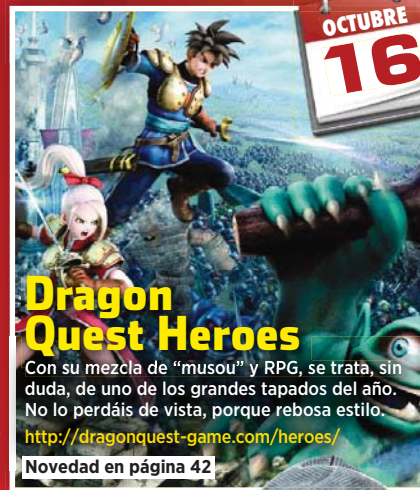 OCTUBRE
16
Dragon
Quest Heroes
Con su mezcla de “musou” y RPG, se trata, sin
duda, de uno de los grandes tapados del año.
No lo perdáis de vista, porque rebosa estilo.
http://dragonquest-game.com/heroes/
Novedad en página 42